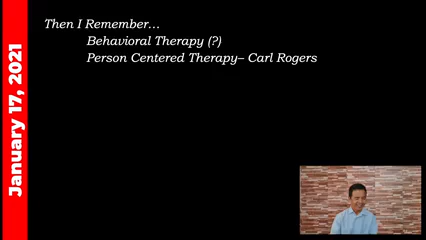 January 17, 2021
Then I Remember...
Behavioral Therapy (?)
Person Centered Therapy– Carl Rogers